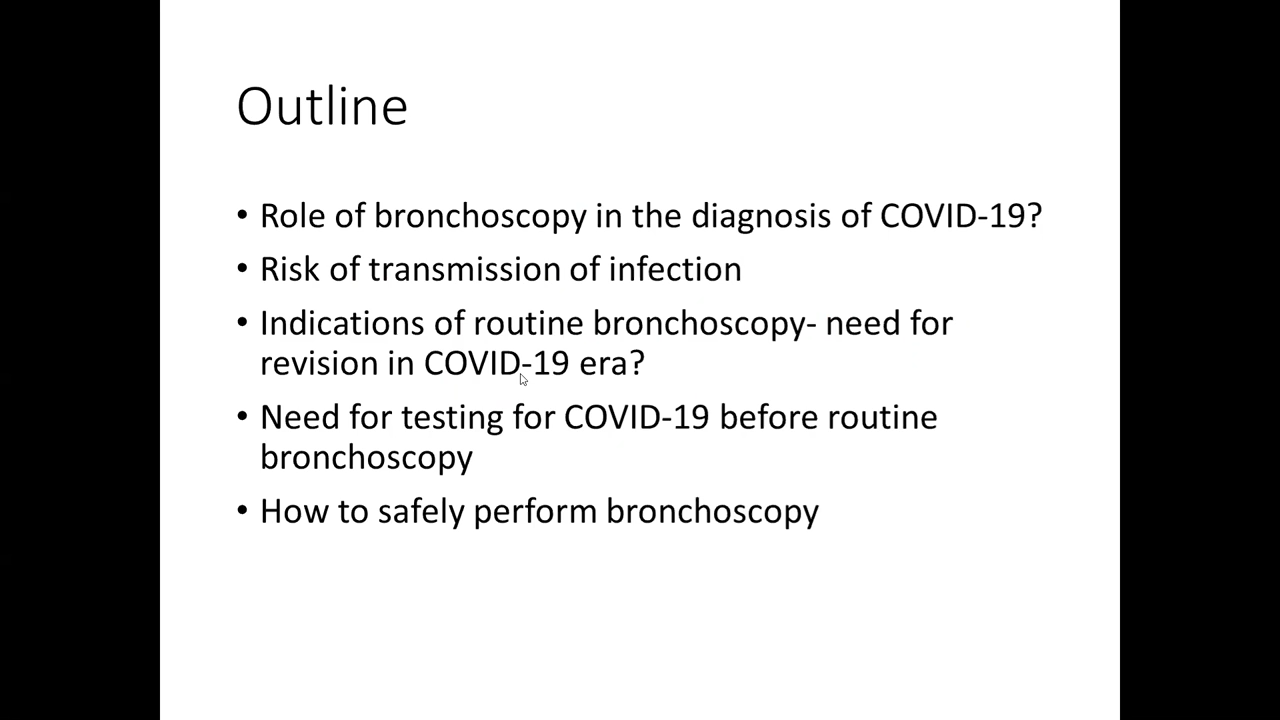 Outline
• Role of bronchoscopy in the diagnosis of COVID-19?
• Risk of transmission of infection
• Indications of routine bronchoscopy- need for
revision in COVID-19 era?
• Need for testing for COVID-19 before routine
bronchoscopy
• How to safely perform bronchoscopy